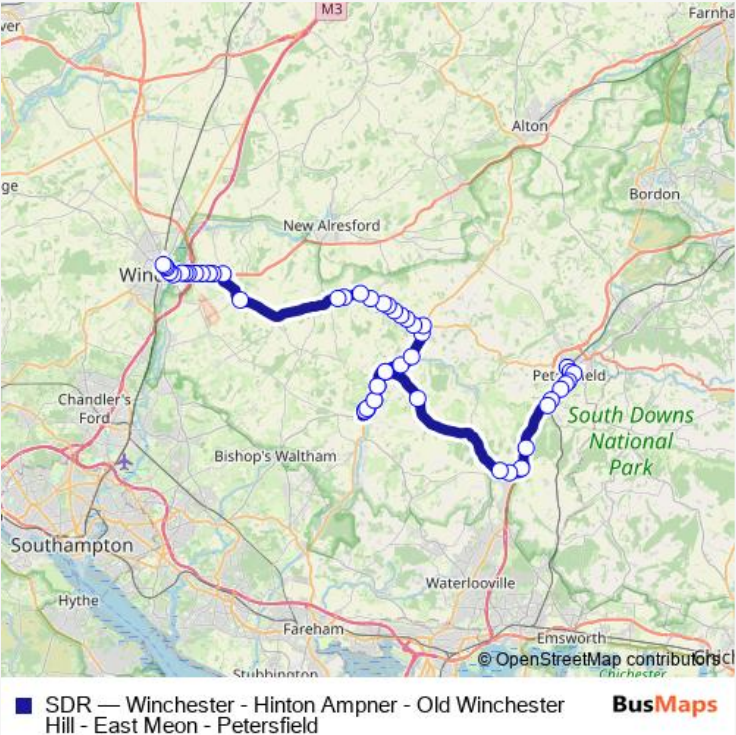 M3
Farnha
ver
Alton
Bordon
ge
New Alresford
Winc
Petersfield
Chandler's
Ford
South Downs
National
Park
Bishop's Waltham
Southampton
Waterlooville
Hythe
Fareham
Emsworth
Stubbington
Chichester
© OpenStreetMap contributors
SDR — Winchester - Hinton Ampner - Old Winchester
Hill - East Meon - Petersfield
BusMaps